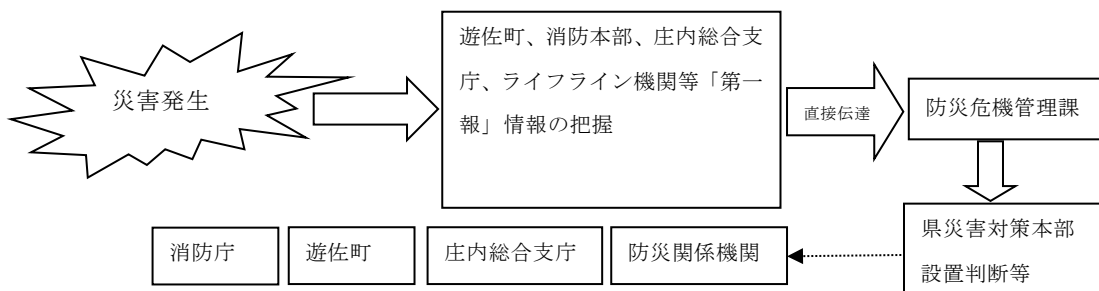 災害発生
遊佐町、消防本部、庄内総合支
庁、ライフライン機関等「第一
報」情報の把握
直接伝達
防災危機管理課
県災害対策本部
設置判断等
消防庁
遊佐町
庄内総合支庁
防災関係機関